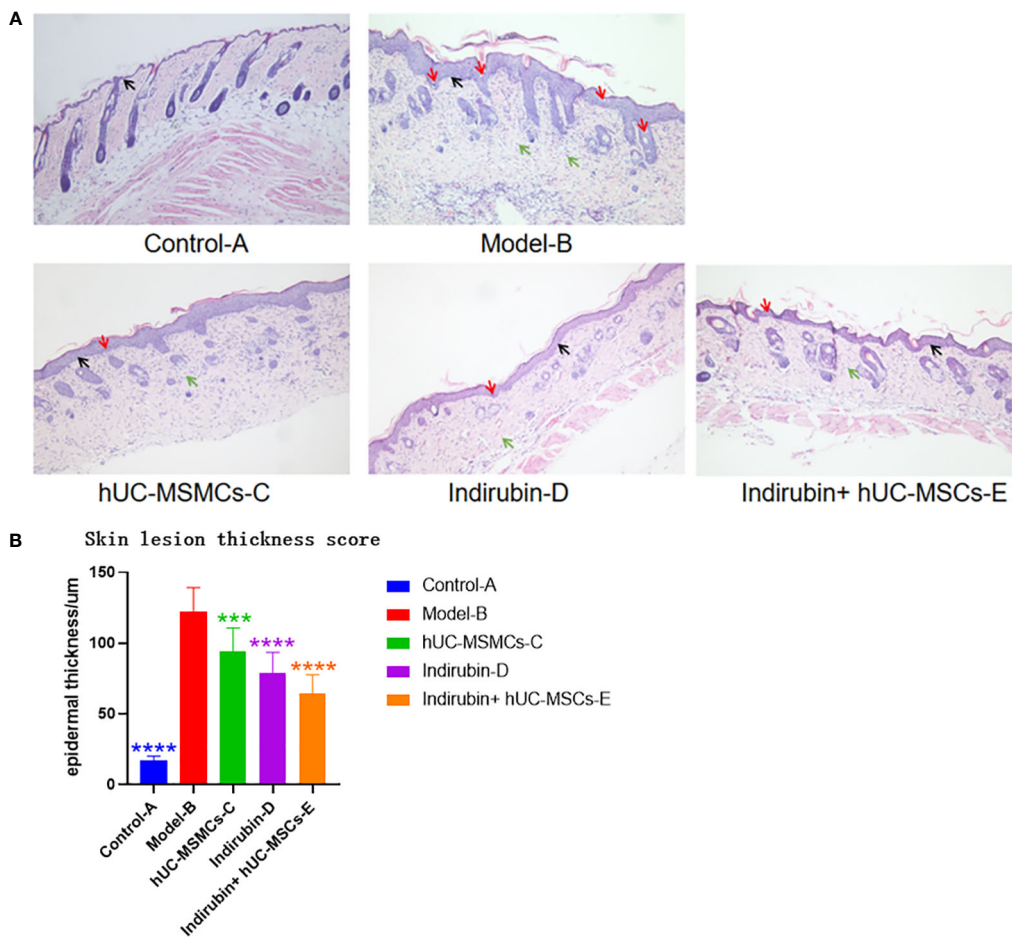 A
Control-A
Model-B
hUC-MSMCs-C
Indirubin-D
Indirubin+ hUC-MSCs-E
B
Skin lesion thickness score
epidermal thickness/um
150
100
50
0
****
***
****
****
Control-A
Model-B
hUC-MSMCs-C
Indirubin-D
Indirubin+ hUC-MSCs-E
Control-A
Model-B
hUC-MSMCs-C
Indirubin-D
Indirubin+ hUC-MSCs-E